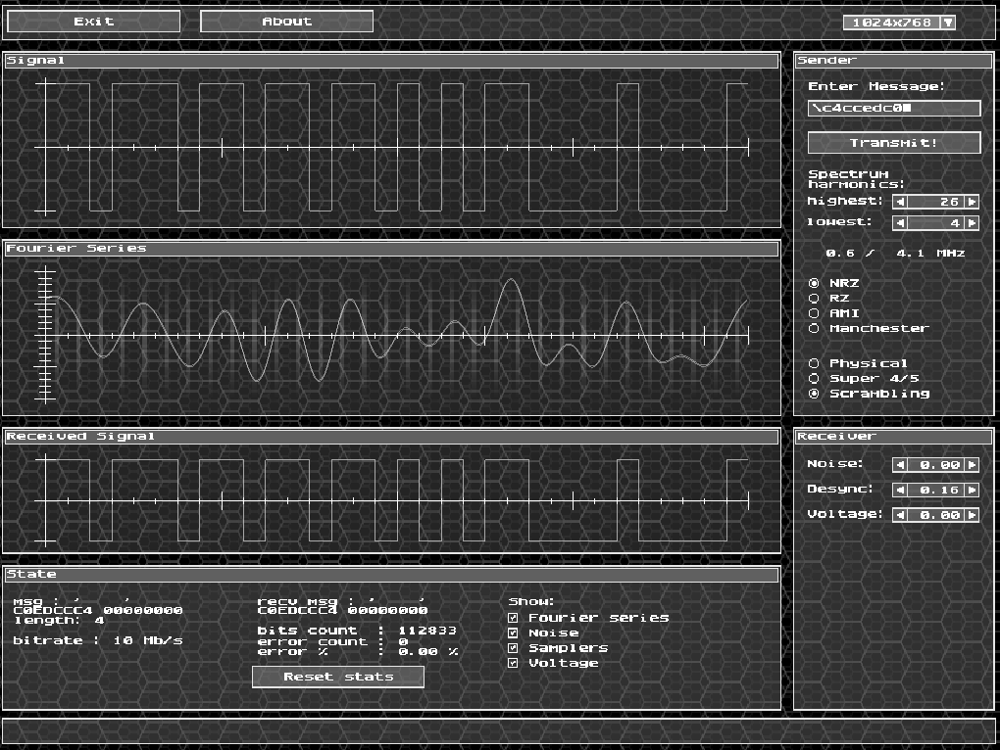 Exit About 1024x768
Signal
Sender
Enter Message:
\c4ccedc0
Transmit!
Spectrum
harmonics:
highest: 26
lowest: 4
0.6 / 4.1 MHz
NRZ
RZ
AMI
Manchester
Physical
Super 4/5
Scrambling
Fourier Series
Received Signal
Receiver
Noise: 0.00
Desync: 0.16
Voltage: 0.00
State
msg : '    '
C0EDCCC4 00000000
length: 4
bitrate : 10 Mb/s
recv msg : '    '
C0EDCCC4 00000000
bits count : 112833
error count : 0
error % : 0.00 %
Reset stats
Show:
Fourier series
Noise
Samplers
Voltage